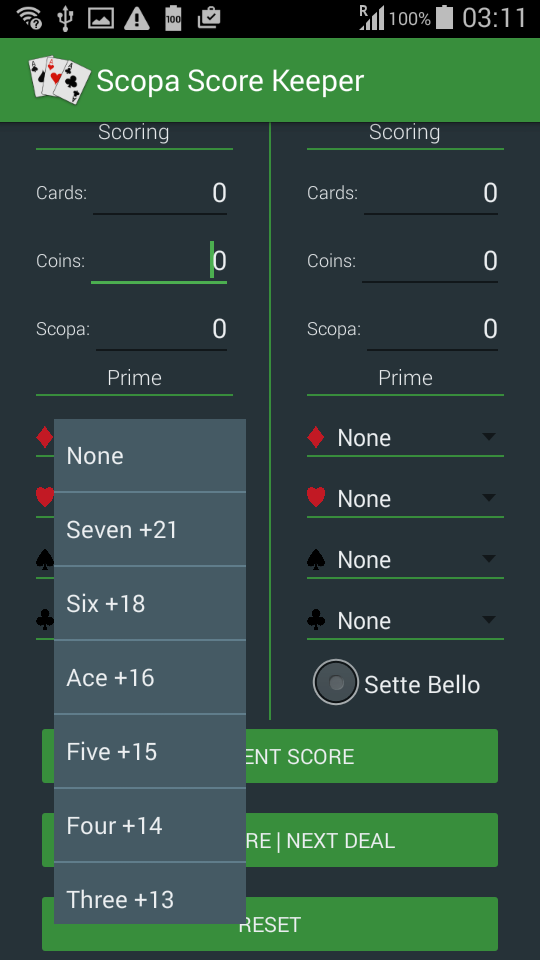 R 100% 03:11
100
Scopa Score Keeper
Scoring
Cards: 0
Coins: 0
Scopa: 0
Prime
None
Seven +21
Six +18
Ace +16
Five +15
Four +14
Three +13
Scoring
Cards: 0
Coins: 0
Scopa: 0
Prime
None
None
None
None
Sette Bello
ENT SCORE
RE | NEXT DEAL
RESET